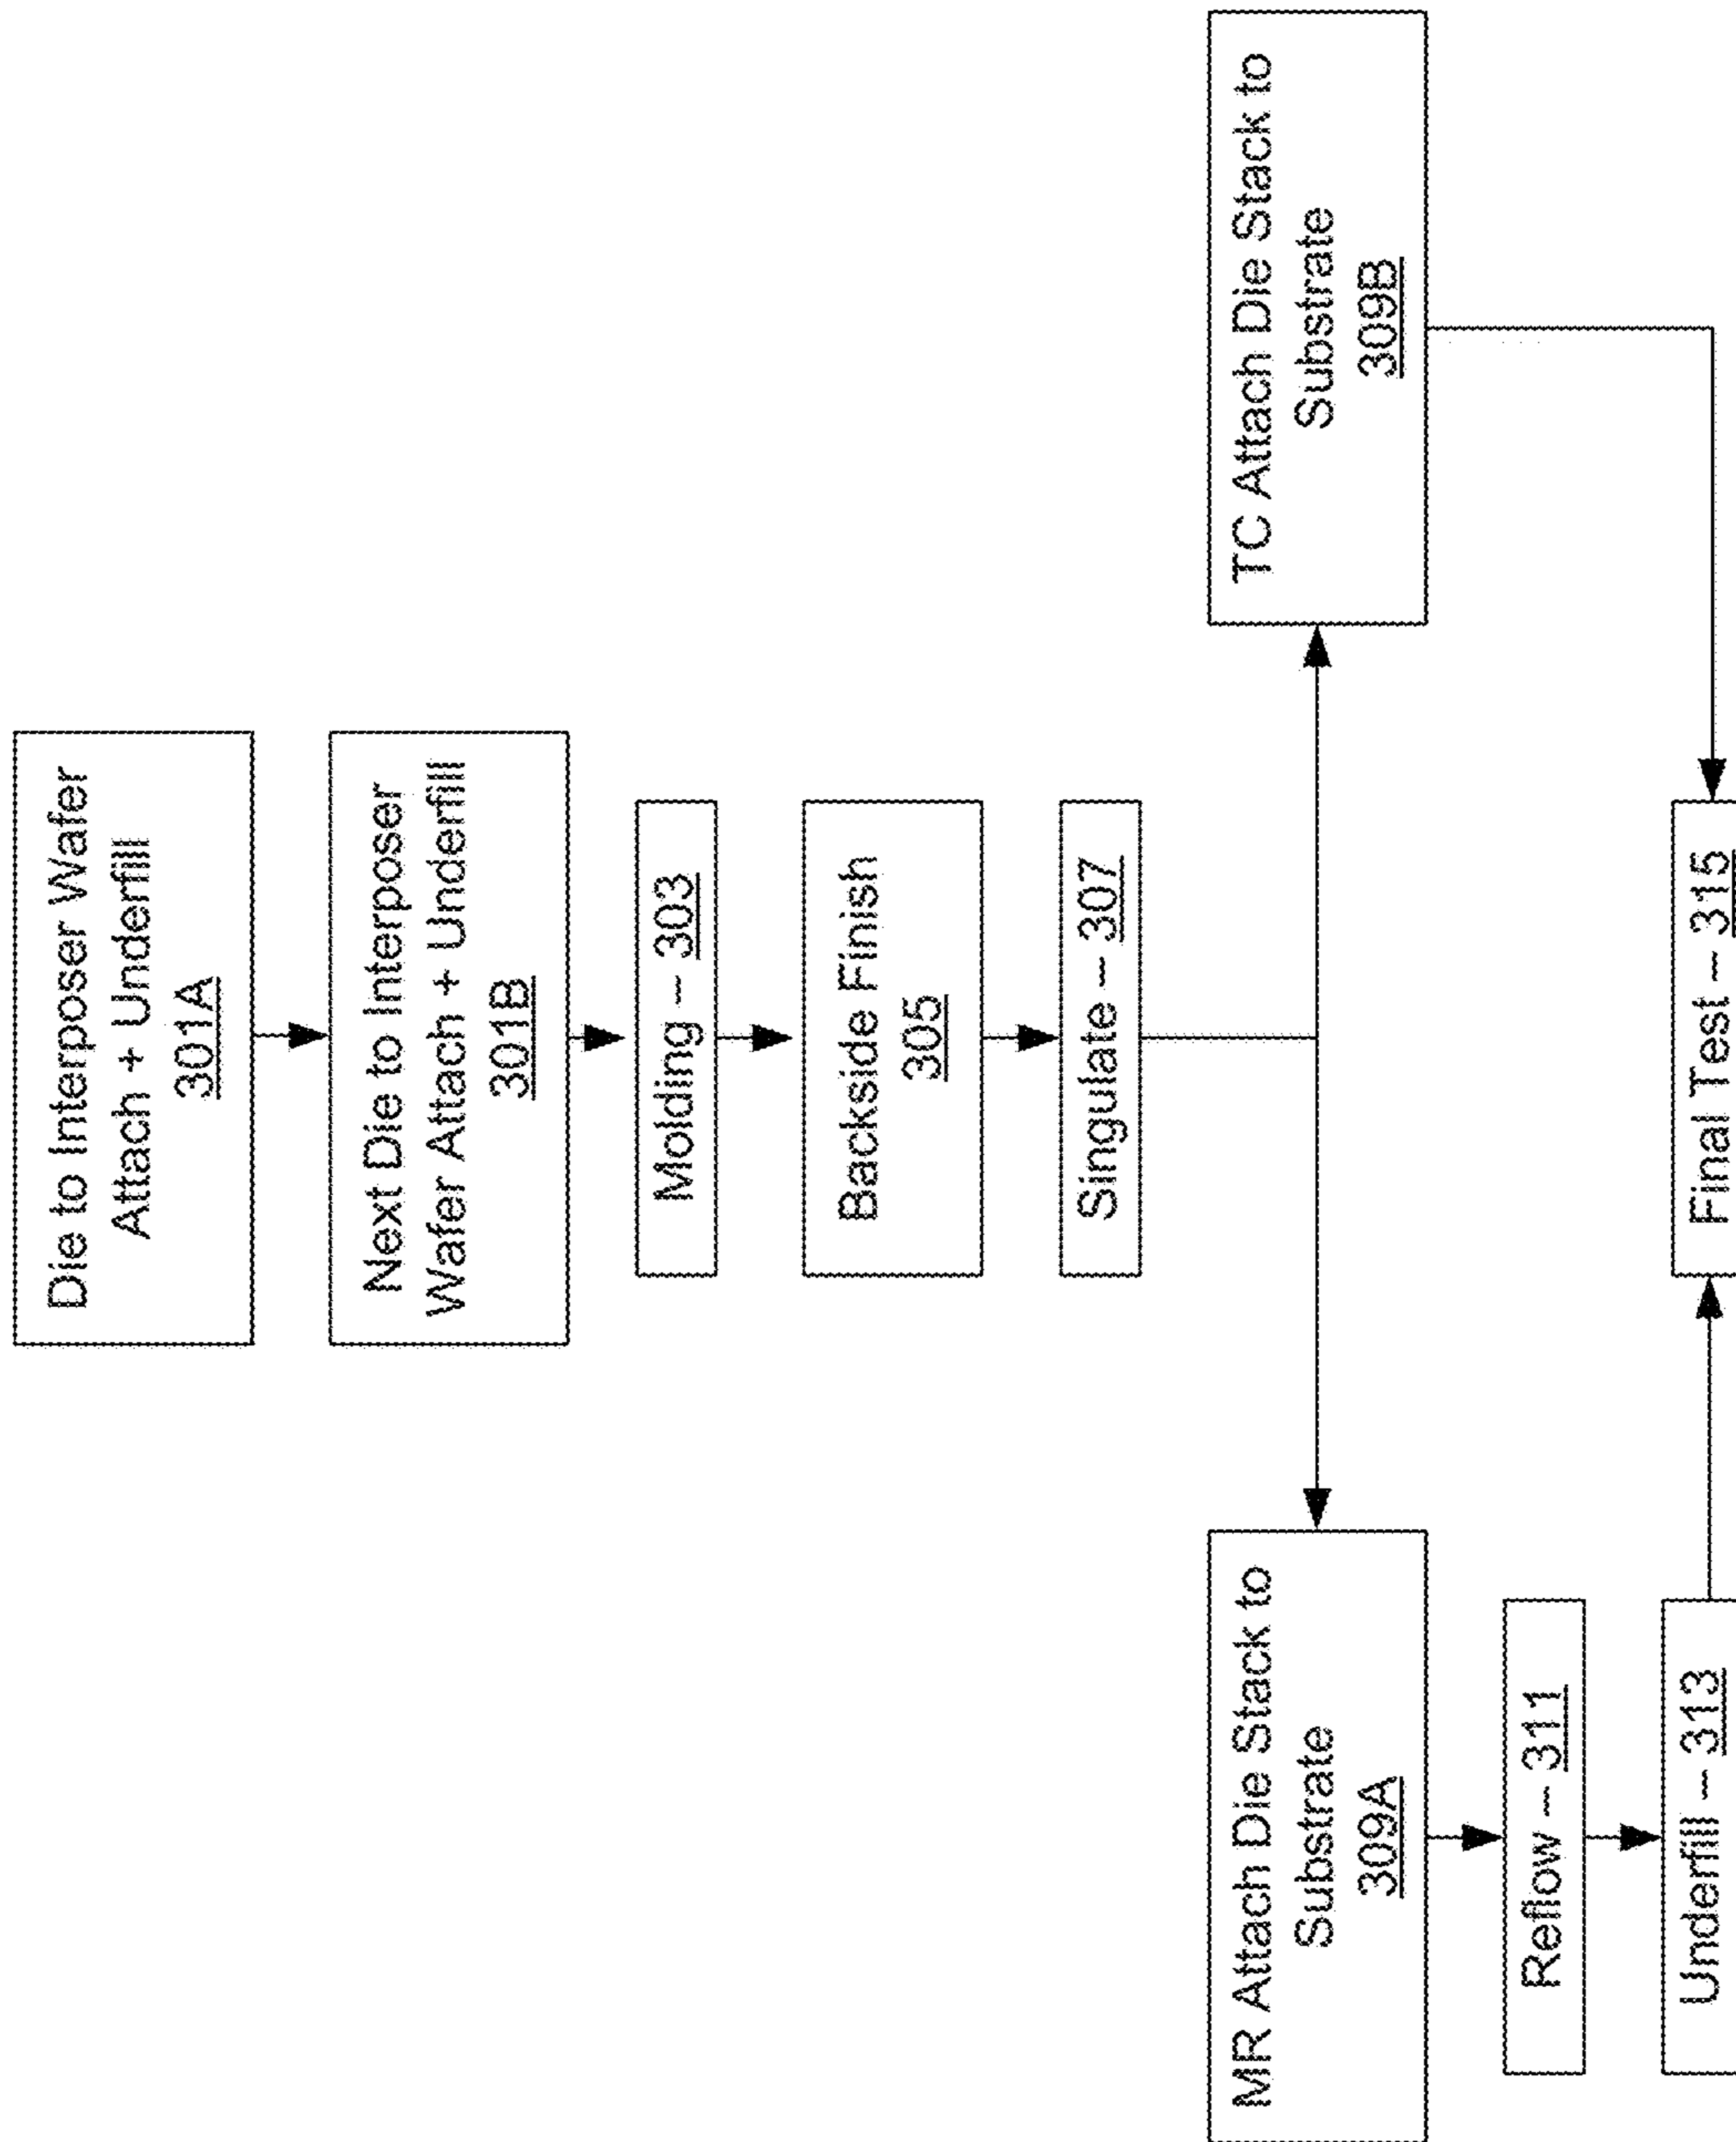 Die to Interposer Wafer
Attach + Underfill
301A
Next Die to Interposer
Wafer Attach + Underfill
301B
Molding – 303
Backside Finish
305
Singulate – 307
MR Attach Die Stack to
Substrate
309A
TC Attach Die Stack to
Substrate
309B
Reflow – 311
Underfill – 313
Final Test – 315